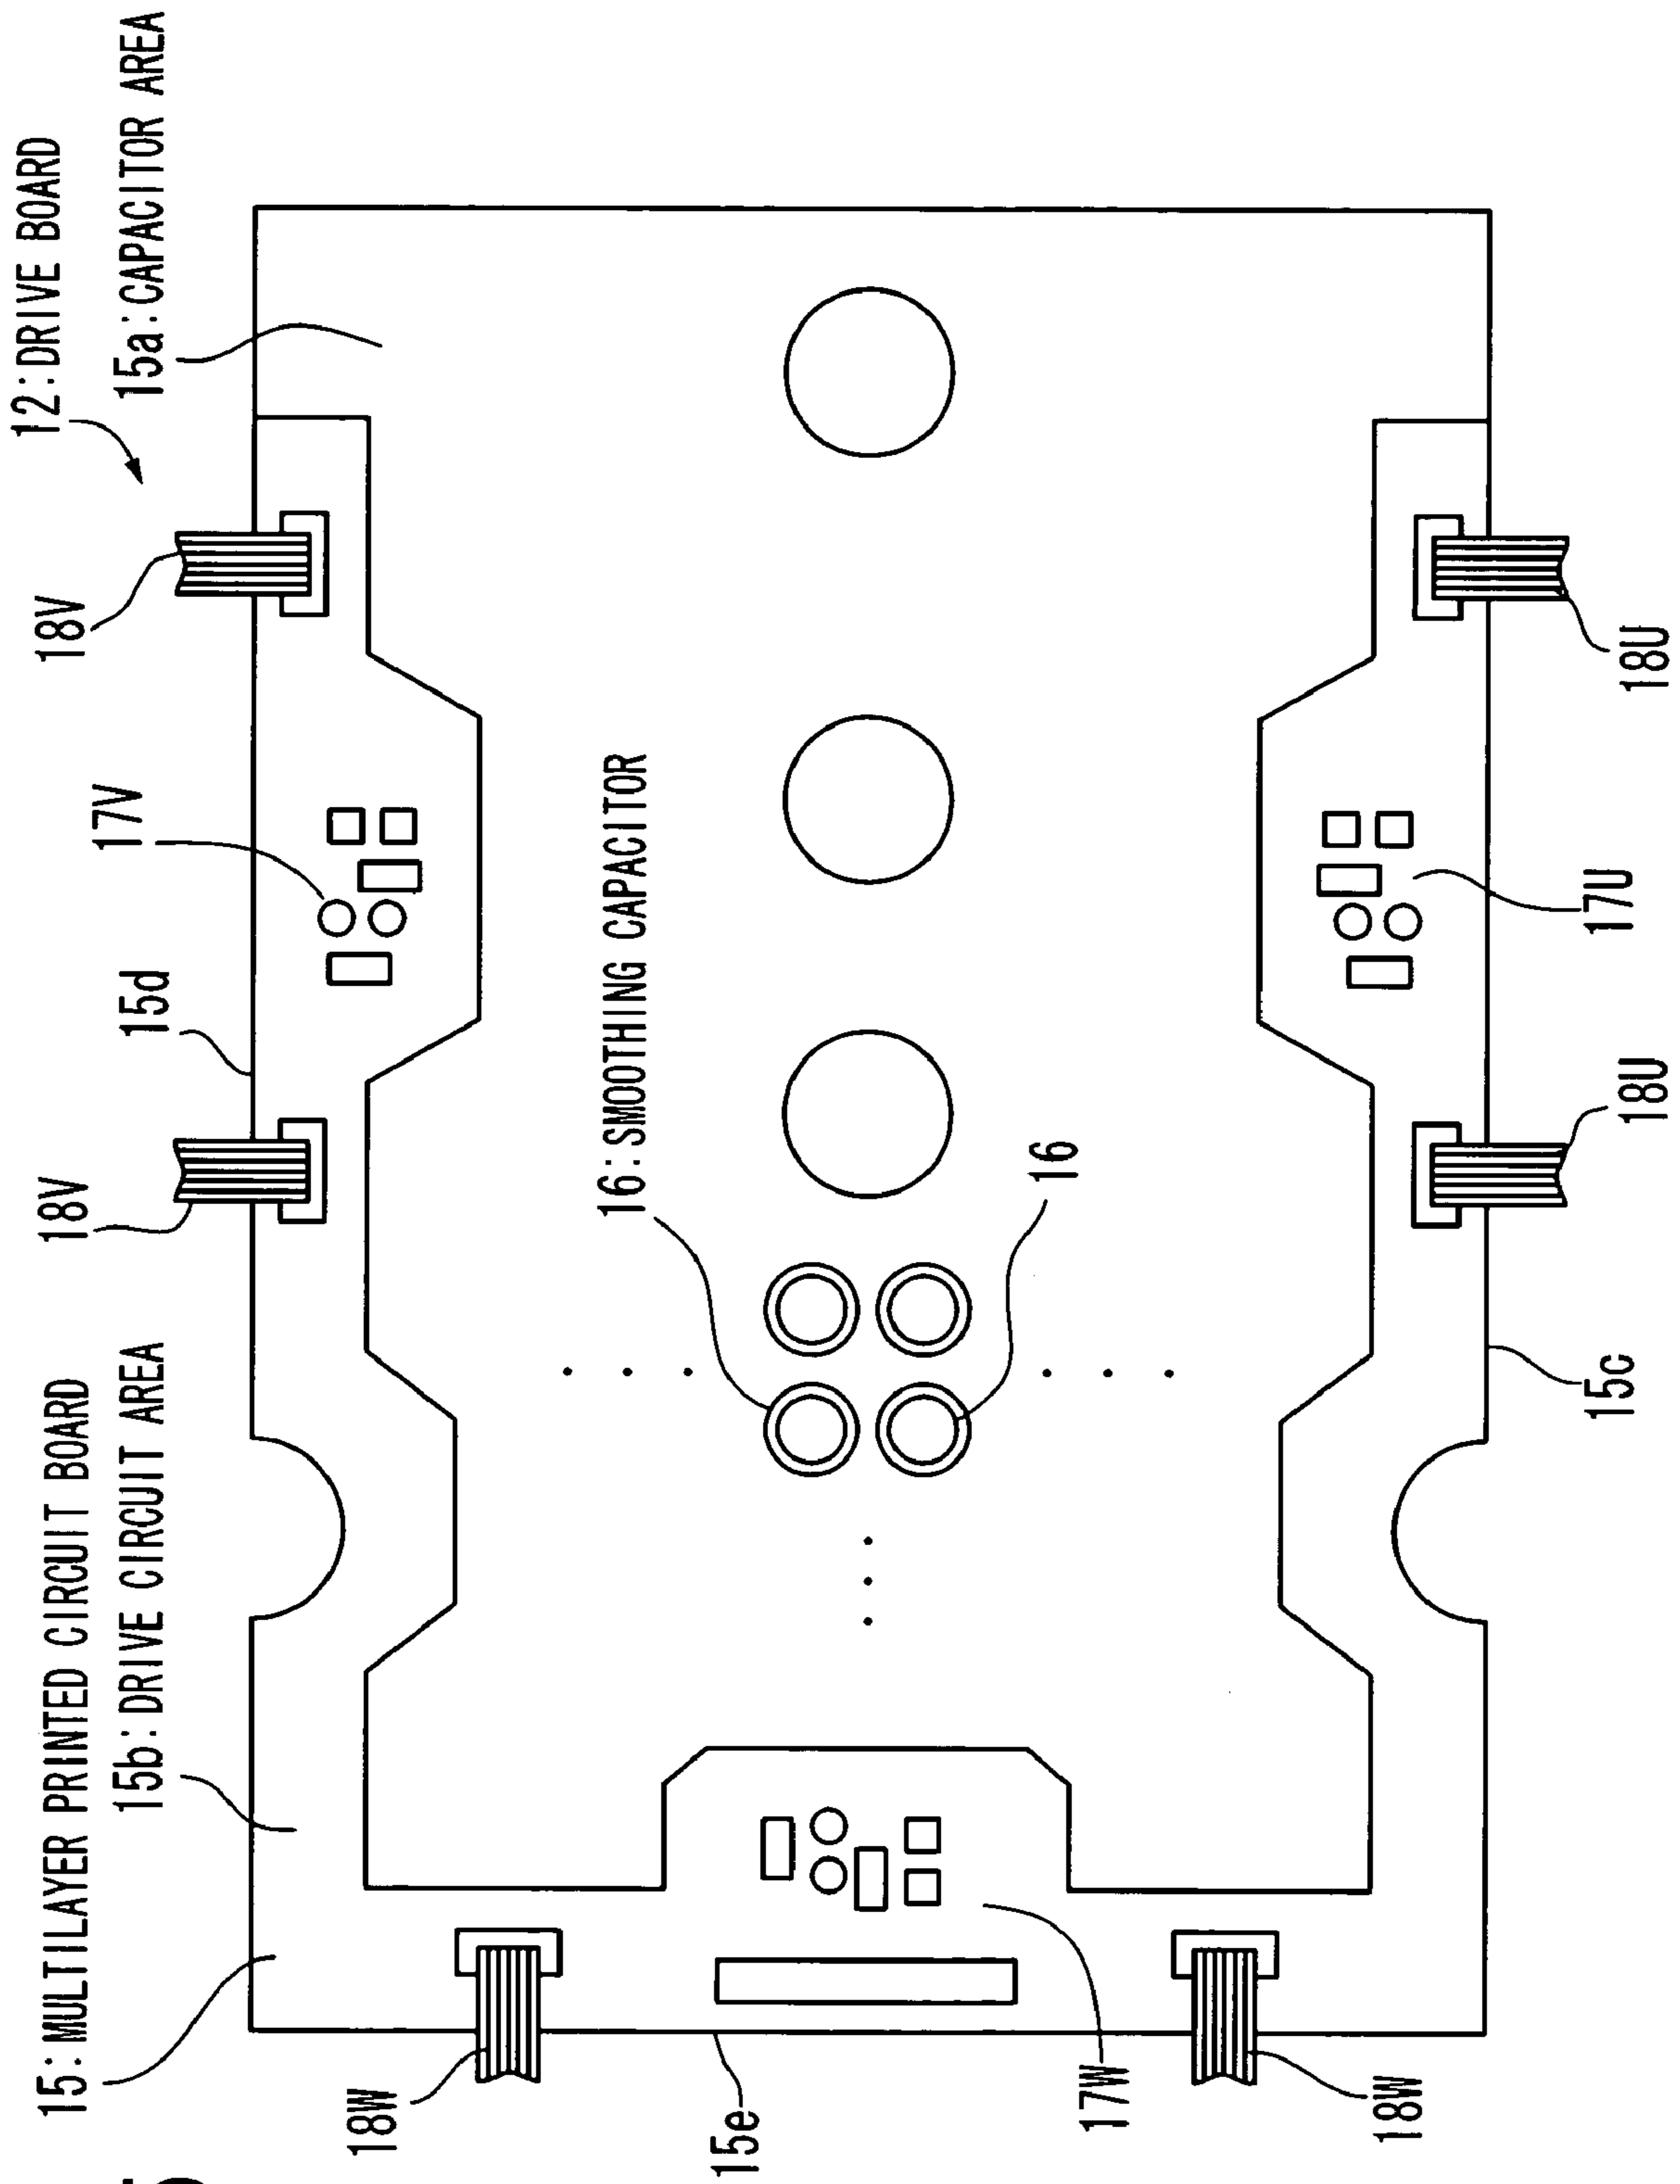 12:DRIVE BOARD
15:MULTILAYER PRINTED CIRCUIT BOARD
15b:DRIVE CIRCUIT AREA
15a:CAPACITOR AREA
18V
18V
15d
17V
18W
16:SMOOTHING CAPACITOR
16
15e
17W
18W
15c
18U
17U
18U